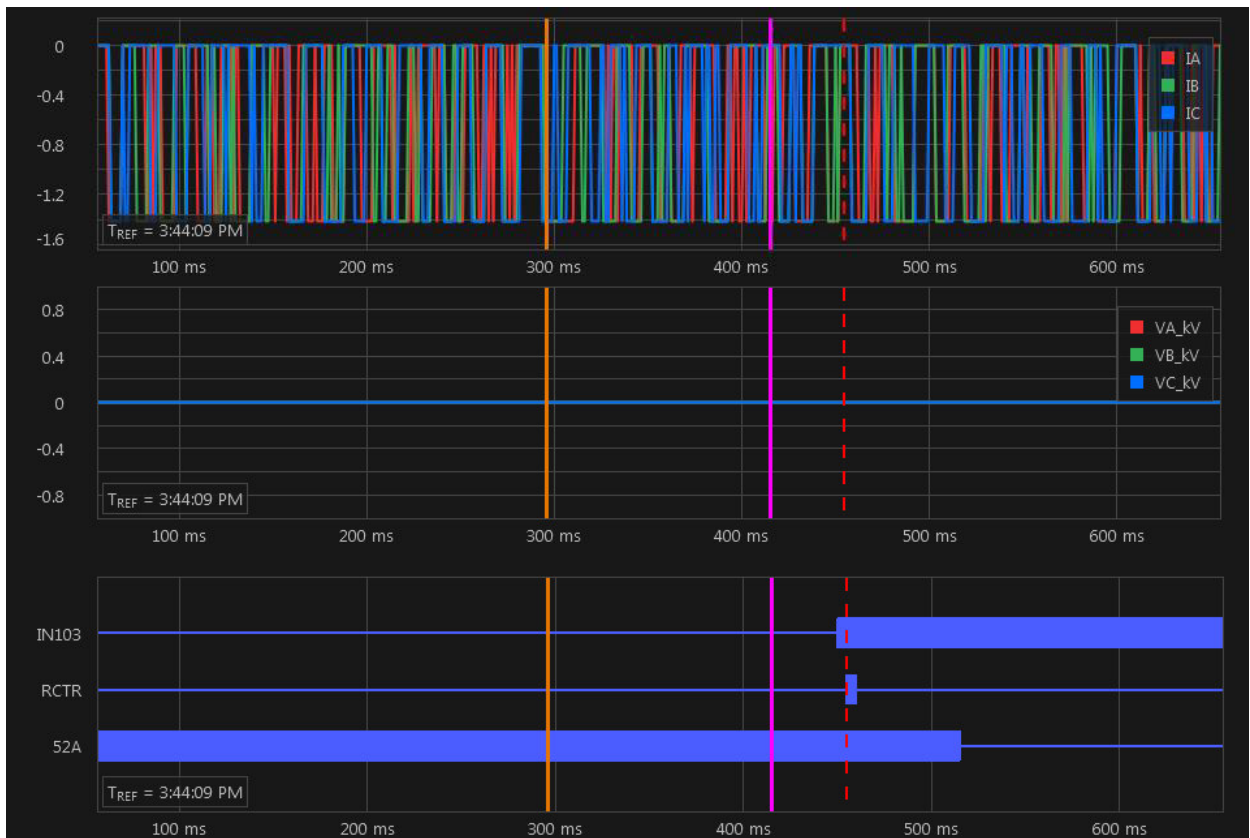 0
-0.4
-0.8
-1.2
-1.6
IA
IB
IC
TREF = 3:44:09 PM
100 ms 200 ms 300 ms 400 ms 500 ms 600 ms
0.8
0.4
0
-0.4
-0.8
VA_kV
VB_kV
VC_kV
TREF = 3:44:09 PM
100 ms 200 ms 300 ms 400 ms 500 ms 600 ms
IN103
RCTR
52A
TREF = 3:44:09 PM
100 ms 200 ms 300 ms 400 ms 500 ms 600 ms